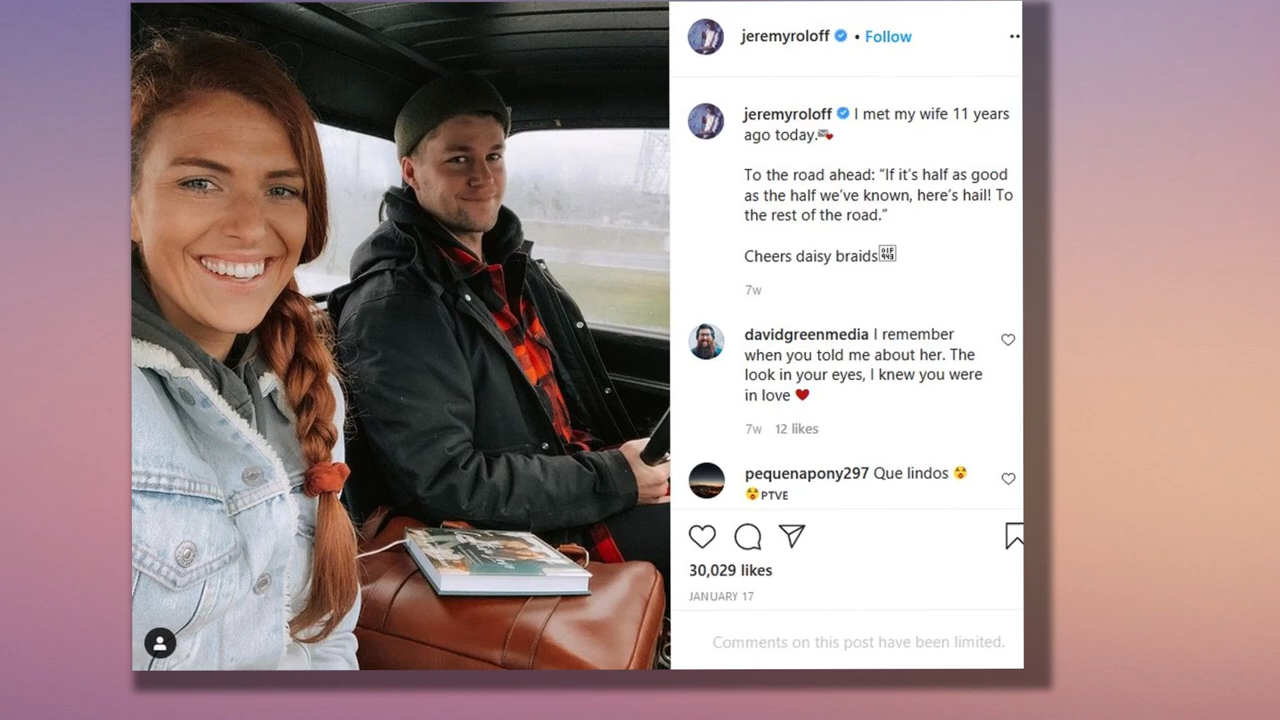 jeremyroloff • Follow
jeremyroloff I met my wife 11 years
ago today.
To the road ahead: “If it’s half as good
as the half we’ve known, here’s hail! To
the rest of the road.”
Cheers daisy braids
7w
davidgreenmedia I remember
when you told me about her. The
look in your eyes, I knew you were
in love ❤
7w 12 likes
pequenapony297 Que lindos 😵
😵PTVE
30,029 likes
JANUARY 17
Comments on this post have been limited.